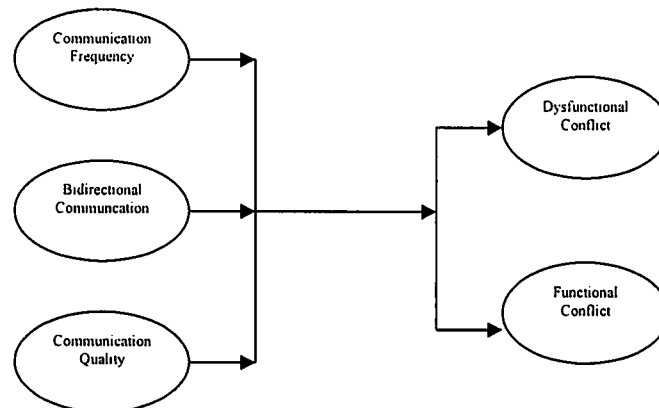 Communication
Frequency
Bidirectional
Communcation
Communication
Quality
Dysfunctional
Conflict
Functional
Conflict